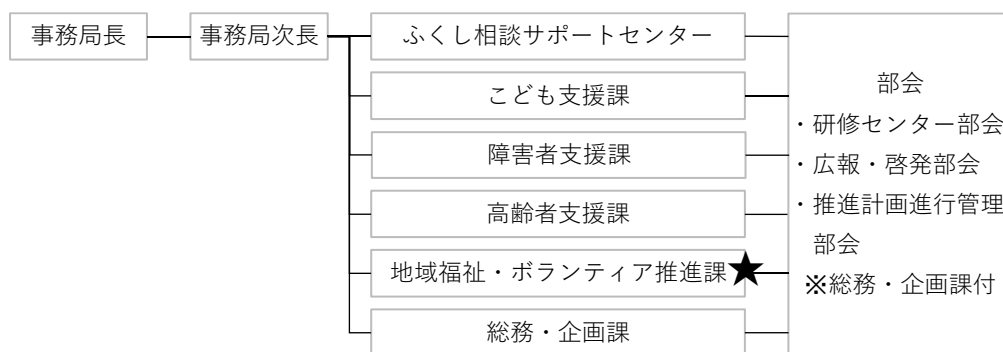 事務局長
事務局次長
ふくし相談サポートセンター
こども支援課
障害者支援課
高齢者支援課
地域福祉・ボランティア推進課★
総務・企画課
部会
・研修センター部会
・広報・啓発部会
・推進計画進行管理
部会
※総務・企画課付